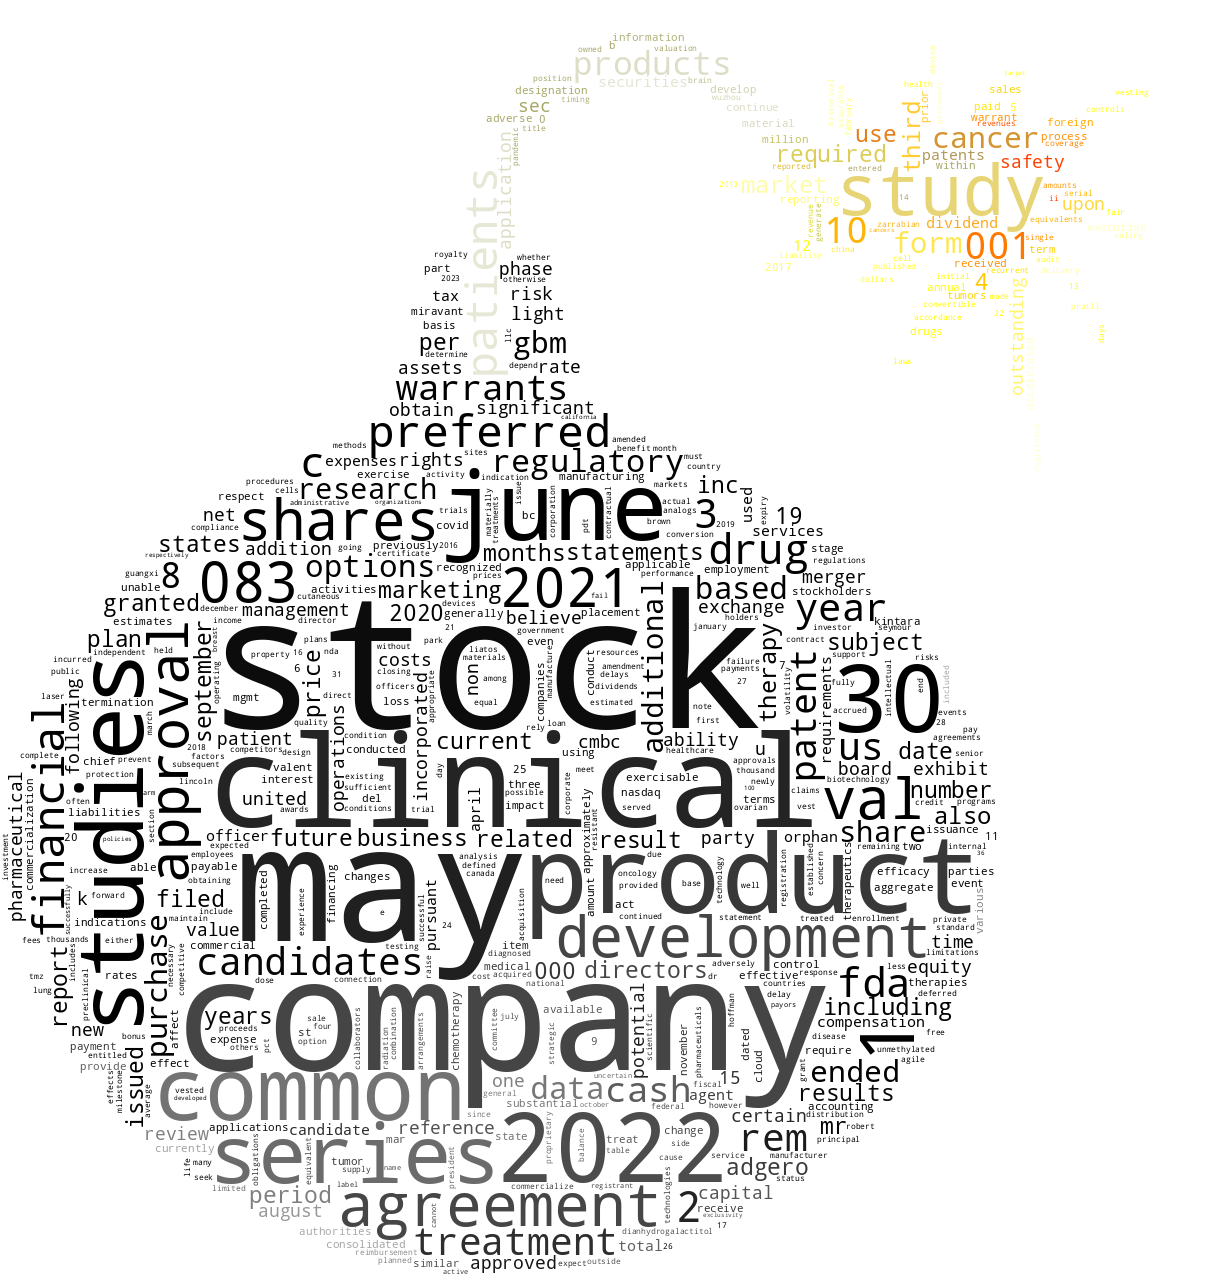 information
owned b valuation
products
position securities brain
designation develop
sec timing wuzhou
adverse 0 continue
title material
application pandemic
patients
million
required
reported entered
health sales
prior paid 5
third warrant foreign
revenues controls
use cancer process
coverage
patents safety
within
study
2013 market amounts
reporting 14 serial
ii upon
fair
revenue generate
zarrabian dividend equivalents
12 10 cancers
form 001 single
china term
2017 cell received
published recurrent
initial 4 13
annual
dollars tumors made
convertible
accordance 22
drugs
outstanding
laws
days
royalty whether
part phase
2023 otherwise
tax risk
miravant light
basis llc
per gbm
determine
assets depend rate
warrants
obtain significant
california
preferred
methods amended
sites benefit month
c expenses rights regulatory must
exercise activity indication manufacturing country
procedures
cells research issue markets
respect administrative organizations inc
june
shares
net trials materially treatments corporation contractual actual used expiry
compliance covid bc pdt analogs 3 2019 19
brown
conversion services
states addition going previously 2016 months statements drug stage
respectively certificate applicable regulations
guangxi options recognized performance employment merger
unable 8 083 activities marketing prices 2021 based stockholders
cutaneous devices fail
granted december management 2020 generally placement exchange year
estimates income director believe holders kintara
plan breast plans park 21 government january investor seymour
independent held property 16 nda without liatos even additional contract subject
stock
incurred september 6 price costs non resources failure 7 support risks
public operating 31 closing materials companies manufactured conduct amendment therapy payments patent requirements 30 included
laser studies approval mgmt direct officers among delays 27 volatility fully intellectual end
termination loss appropriate equal dividends note accrued
following march quality rely loan estimated first events
financial 28
clinical
complete 2018 patient operations condition current cmbc ability u us date pay
chief prevent factors competitors design conducted incorporated day using healthcare approvals agreements
protection subsequent valent existing 25 meet exercisable thousand board exhibit senior
pharmaceutical lincoln interest sufficient three corporate nasdaq newly biotechnology
investment commercialization often arm united del april possible served 100 claims val number
liabilities section awards conditions trial impact terms ovarian vest credit programs
20 policies officer future business related approximately resistant result party orphan share also
expected issuance 11
able employees analysis due remaining two internal
increase payable financing changes defined need oncology base technology well registration established concern therapeutics 36
may product
k forward obtaining canada provided efficacy parties
filed completed experience e amount act aggregate event various
indications include successful acquisition continued statement treated enrollment private
successfully maintain value pursuant 24 standard
fees thousands either commercial testing item diagnosed development time
includes necessary competitive candidates raise medical 000 directors adversely control limitations
report purchase connection cost acquired dr effective response less equity
tmz rates dose national countries fda therapies
lung preclinical delay payors deferred
company
new bonus years sale arrangements committee july available potential hoffman including
affect proceeds four strategic november compensation free
payment expense st collaborators radiation combination chemotherapy scientific pharmaceuticals dated disease
entitled others option 9 cloud 1 unmethylated
provide effect pct uncertain grant require agile
common
effects milestone issued vested one data cash fiscal 15 ended
average developed general agent results
since substantial october federal however accounting
applications candidate reference certain distribution
review mar state proprietary treat change mr robert
currently series 2022 table side rem principal
life many obligations equivalent tumor president balance cause service manufacturer
seek supply name adgero status
limited label commercialize registrant technologies
period agreement 2 capital
august cannot receive
exclusivity
authorities dianhydrogalactitol 17
consolidated treatment total 26
reimbursement
planned similar approved expect outside
active